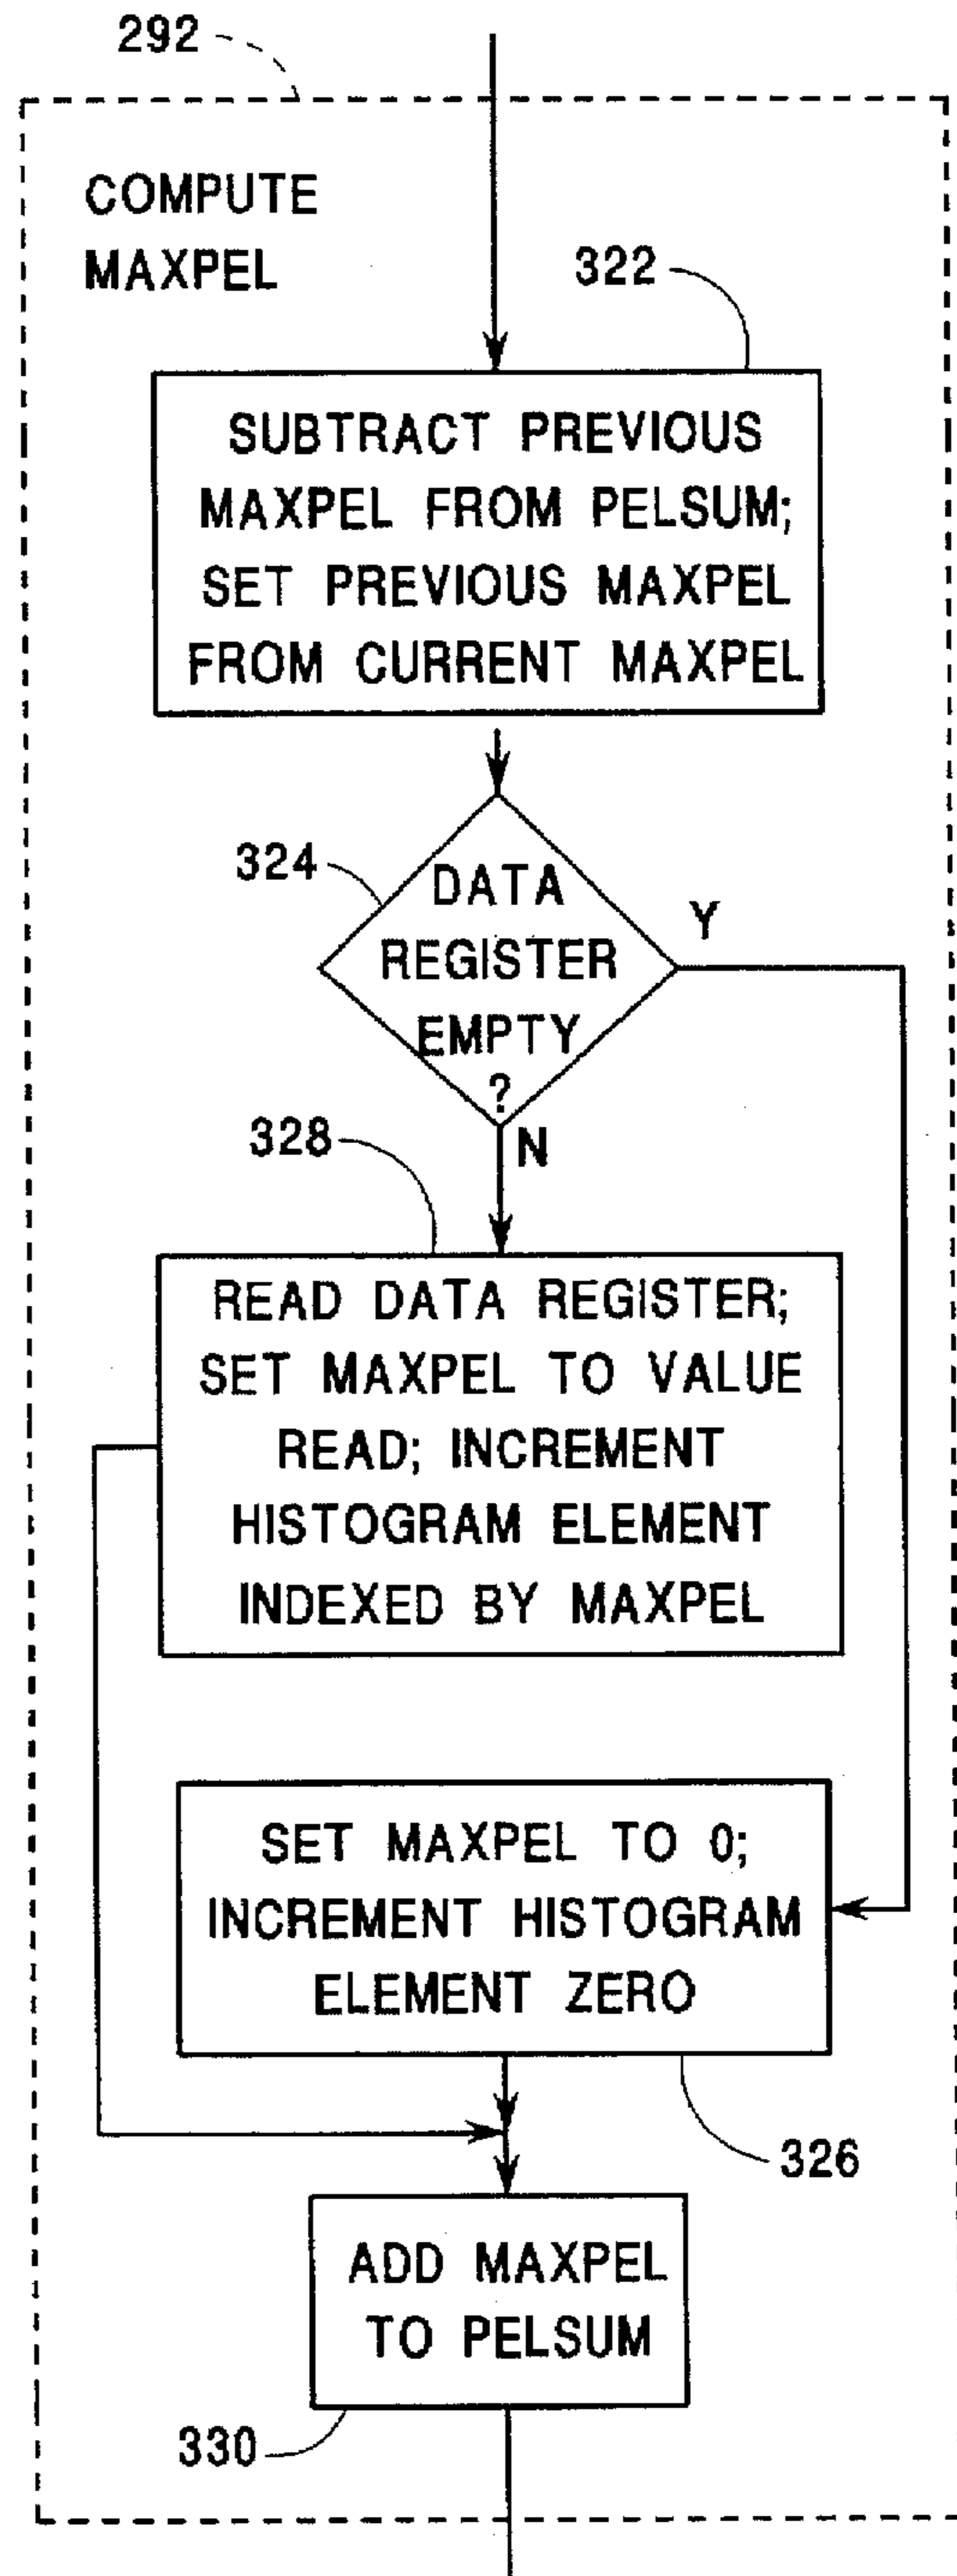 292
COMPUTE
MAXPEL
322
SUBTRACT PREVIOUS
MAXPEL FROM PELSUM;
SET PREVIOUS MAXPEL
FROM CURRENT MAXPEL
324
DATA
REGISTER
EMPTY
?
Y
N
328
READ DATA REGISTER;
SET MAXPEL TO VALUE
READ; INCREMENT
HISTOGRAM ELEMENT
INDEXED BY MAXPEL
SET MAXPEL TO 0;
INCREMENT HISTOGRAM
ELEMENT ZERO
326
ADD MAXPEL
TO PELSUM
330